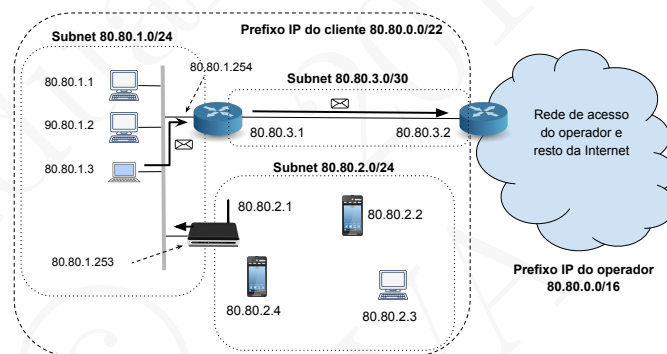 Prefixo IP do cliente 80.80.0.0/22
Subnet 80.80.1.0/24
80.80.1.254
80.80.1.1
90.80.1.2
80.80.1.3
80.80.1.253
Subnet 80.80.3.0/30
80.80.3.1
80.80.3.2
Rede de acesso
do operador e
resto da Internet
Subnet 80.80.2.0/24
80.80.2.1
80.80.2.2
80.80.2.4
80.80.2.3
Prefixo IP do operador
80.80.0.0/16